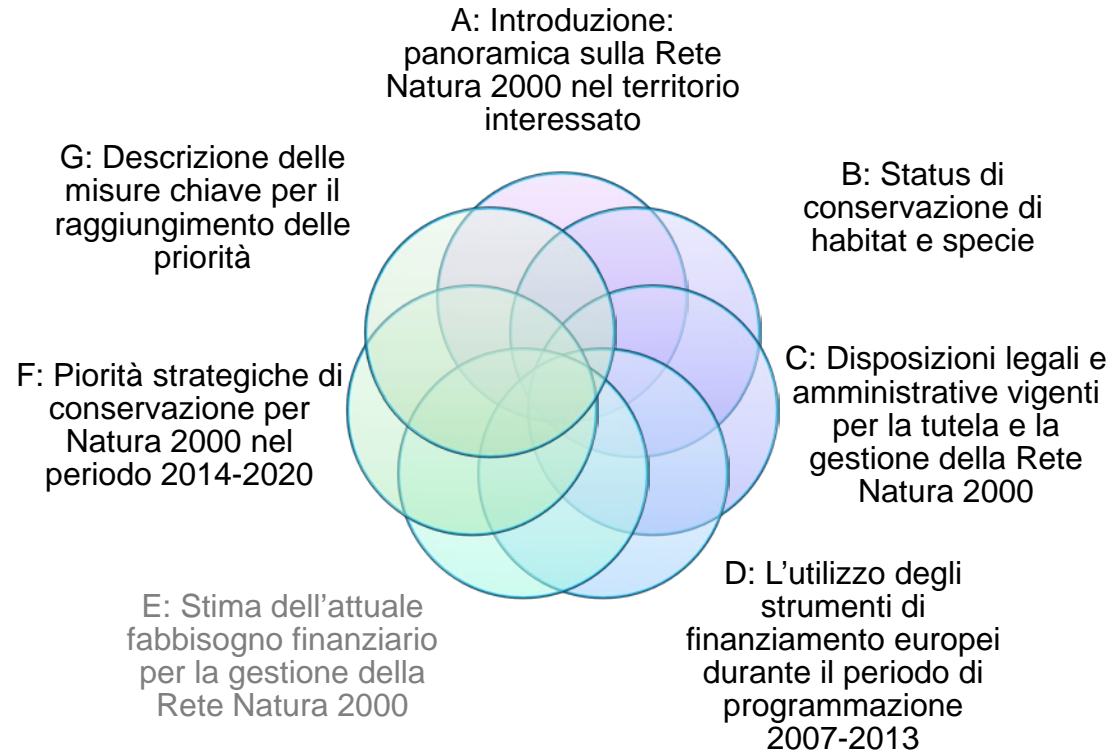 A: Introduzione:
panoramica sulla Rete
Natura 2000 nel territorio
interessato
B: Status di
conservazione di
habitat e specie
C: Disposizioni legali e
amministrative vigenti
per la tutela e la
gestione della Rete
Natura 2000
D: L’utilizzo degli
strumenti di
finanziamento europei
durante il periodo di
programmazione
2007-2013
E: Stima dell’attuale
fabbisogno finanziario
per la gestione della
Rete Natura 2000
F: Piorità strategiche di
conservazione per
Natura 2000 nel
periodo 2014-2020
G: Descrizione delle
misure chiave per il
raggiungimento delle
priorità